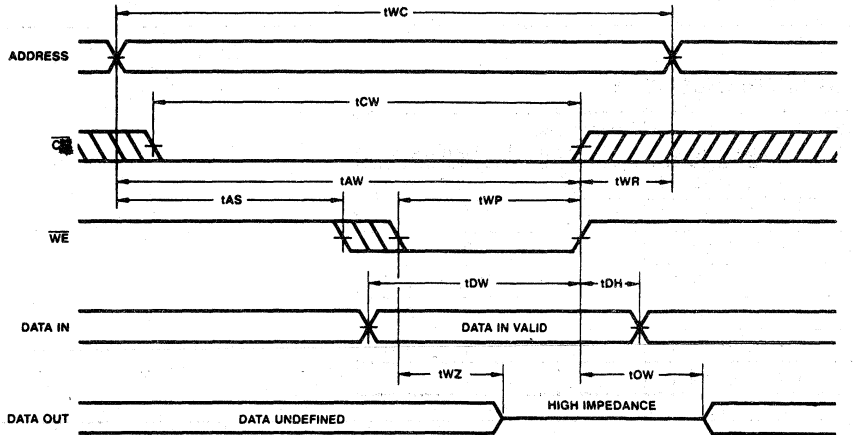 tWC
ADDRESS
tCW
tAW
tWR
tAS
tWP
WE
tDW
tDH
DATA IN
DATA IN VALID
tWZ
tOW
HIGH IMPEDANCE
DATA OUT
DATA UNDEFINED